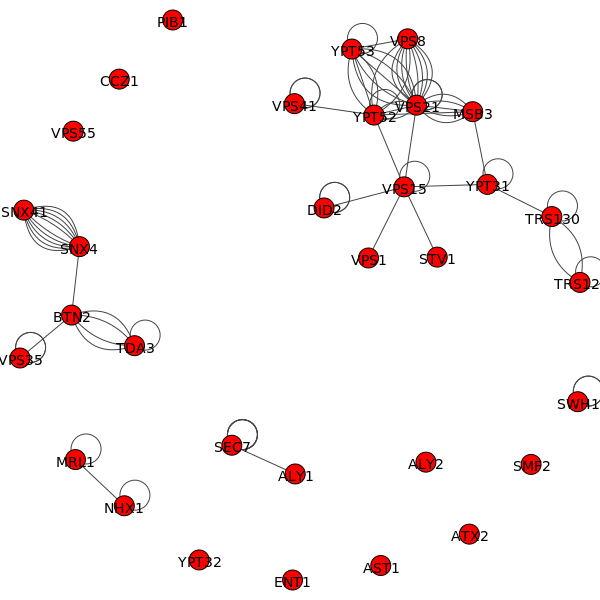 PIB1
YPT53
VPS8
CCZ1
VPS41
YPT52
VPS21
MSB3
VPS55
VPS15
YPT31
SNX41
DID2
TRS130
SNX4
VPS1
STV1
TRS12
BTN2
VPS35
TDA3
SWH1
SEC7
MRL1
ALY1
ALY2
SMF2
NHX1
ATX2
YPT32
AST1
ENT1